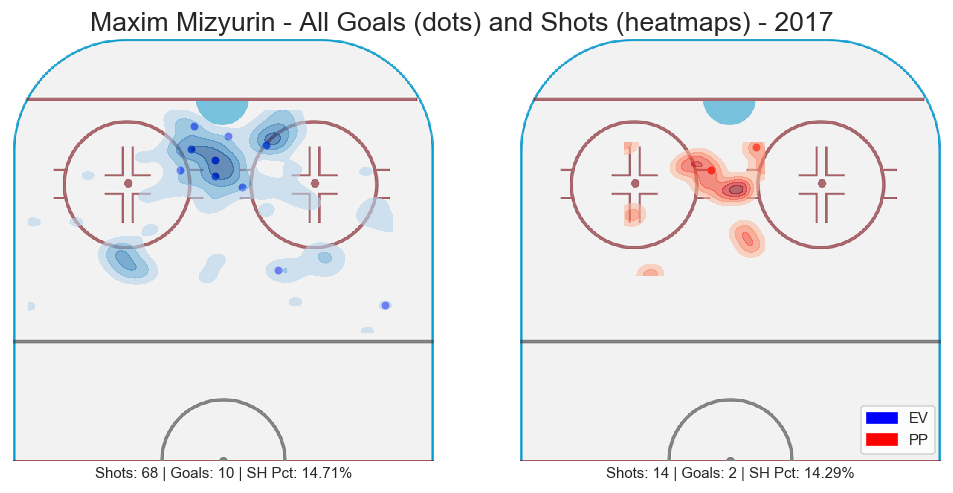 Maxim Mizyurin - All Goals (dots) and Shots (heatmaps) - 2017
EV
PP
Shots: 68 | Goals: 10 | SH Pct: 14.71%
Shots: 14 | Goals: 2 | SH Pct: 14.29%